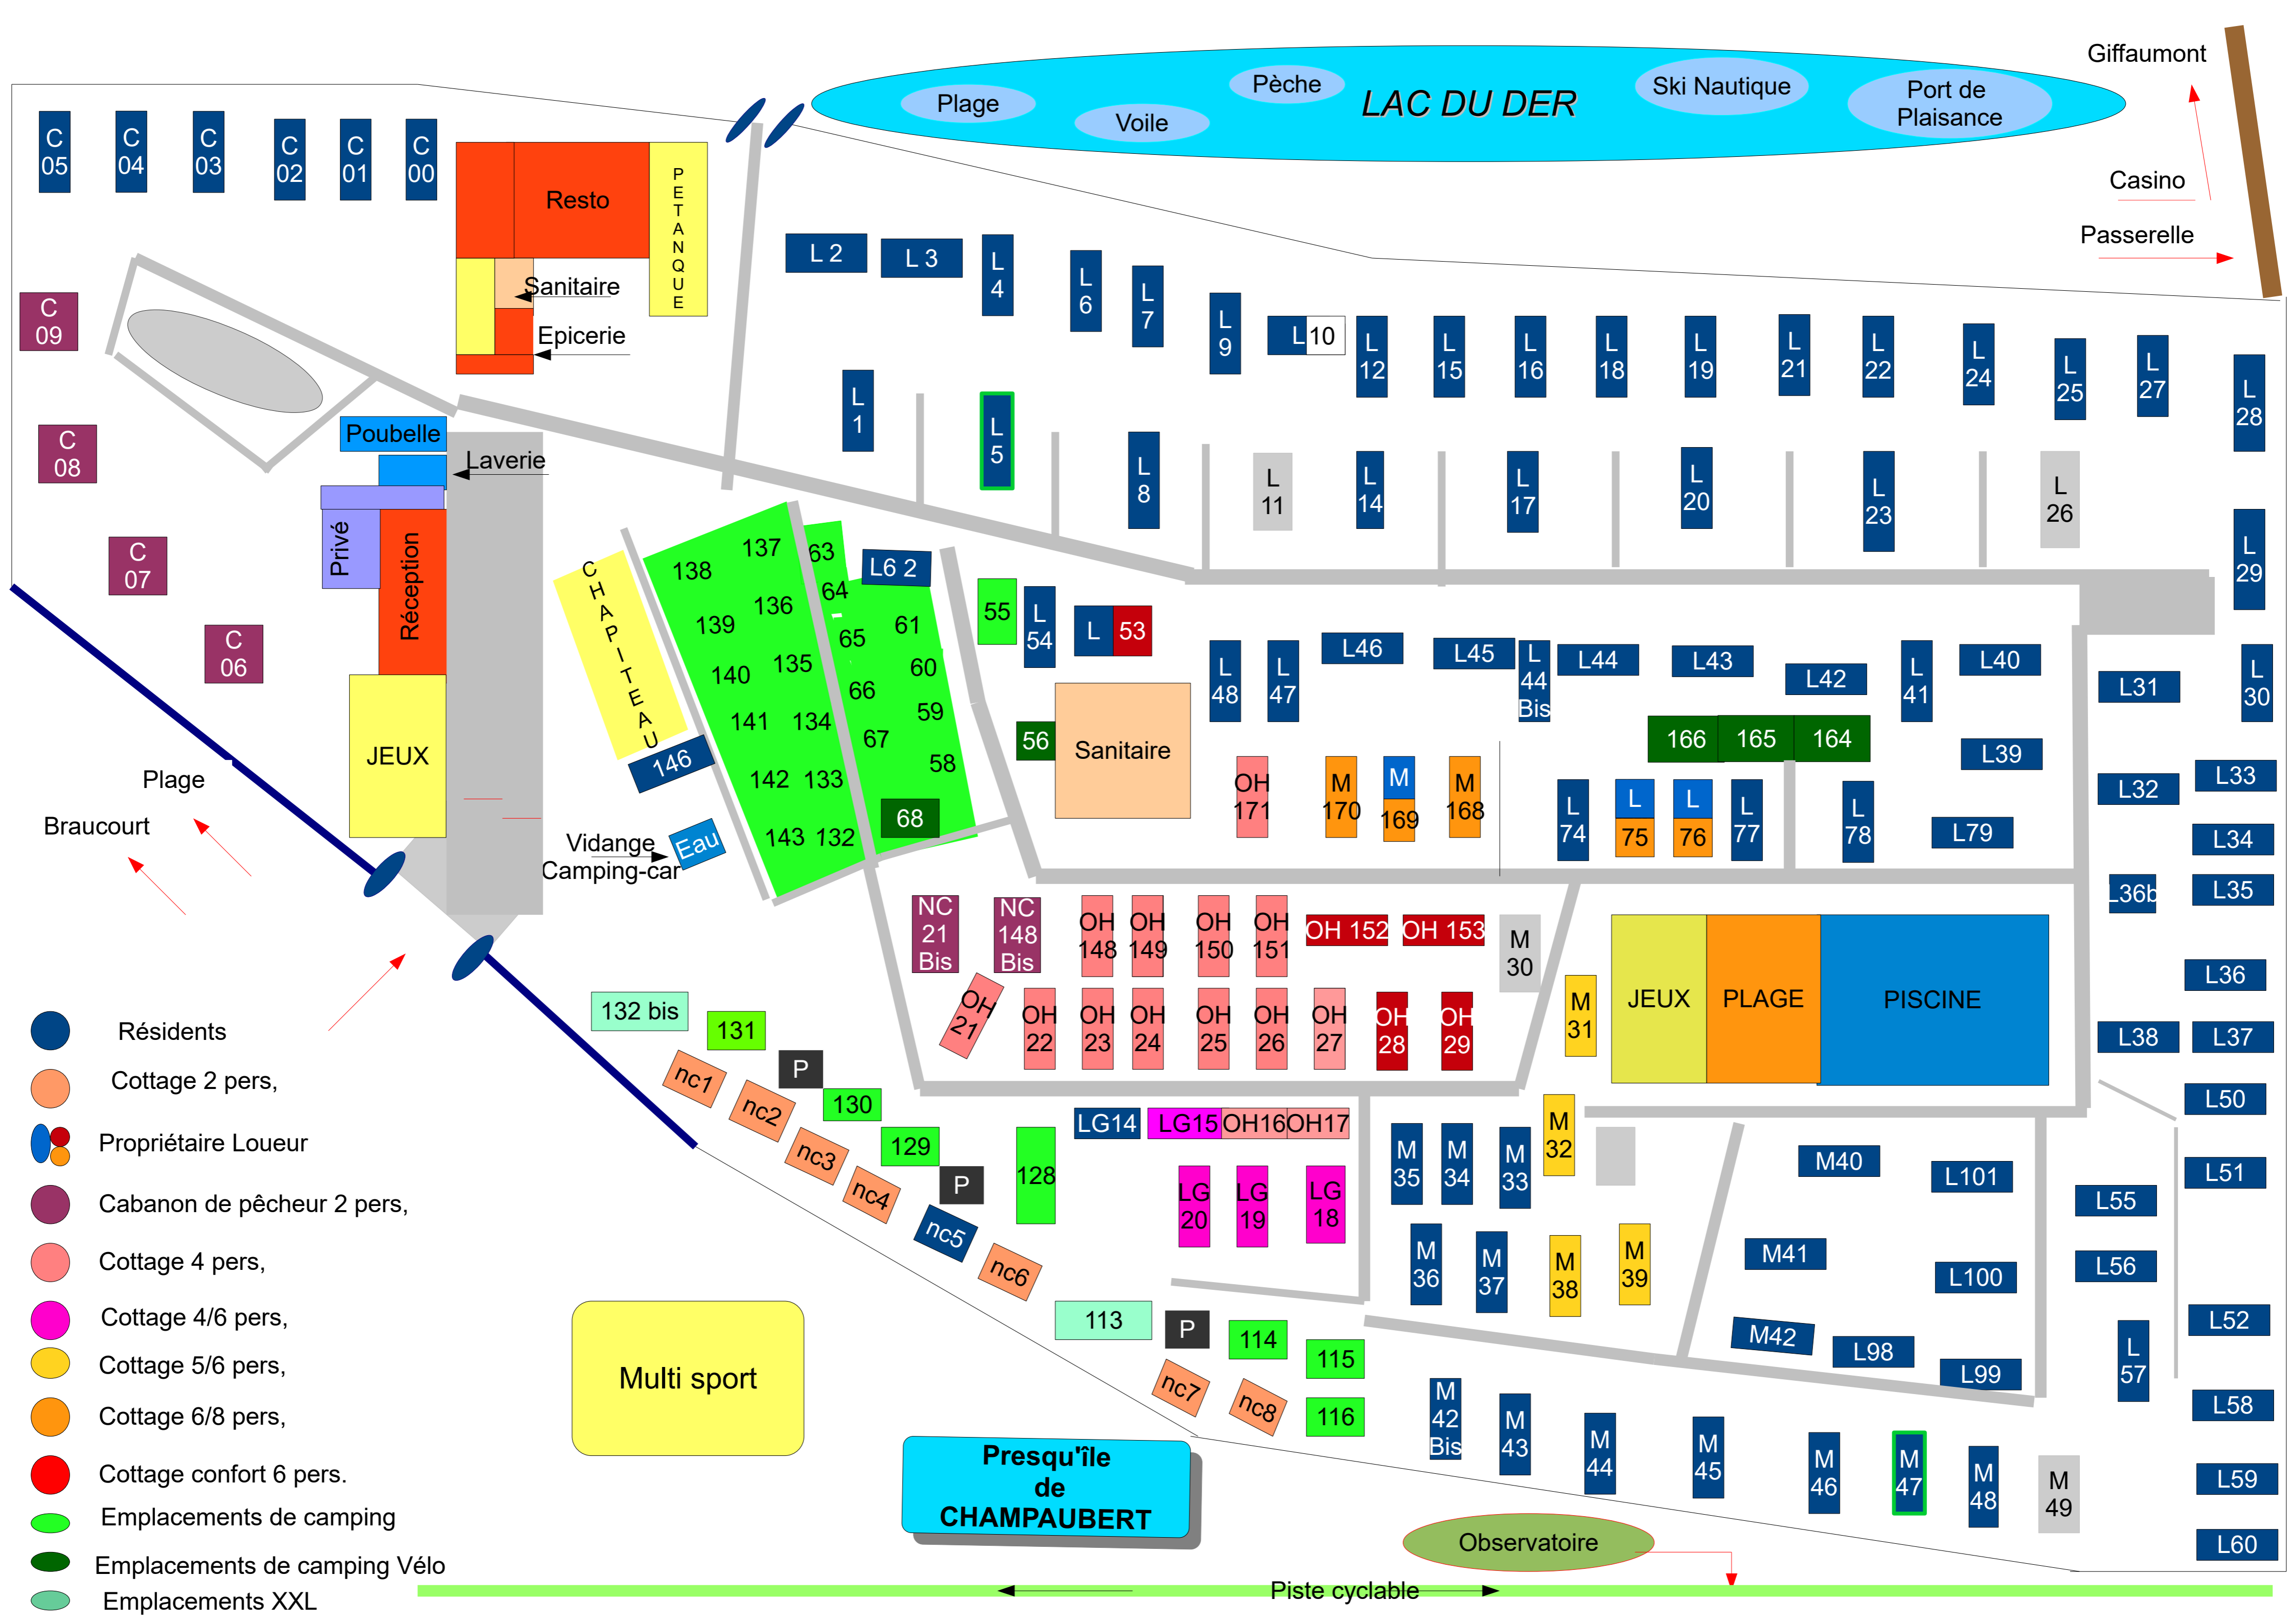 Giffaumont
LAC DU DER
Plage
Voile
Pèche
Ski Nautique
Port de
Plaisance
Casino
Passerelle
C
05
C
04
C
03
C
02
C
01
C
00
Resto
PETANQUE
Sanitaire
Epicerie
L 2
L 3
L
4
L
6
L
7
L
9
L 10
L
12
L
15
L
16
L
18
L
19
L
21
L
22
L
24
L
25
L
27
L
28
C
09
C
08
C
07
C
06
Poubelle
Laverie
Privé
Réception
JEUX
L
1
L
5
L
8
L
11
L
14
L
17
L
20
L
23
L
26
L
29
CHAPITEAU
138
137
63
L6 2
139
136
64
65
61
140
135
66
60
141
134
67
59
142
133
58
143
132
68
146
Eau
Vidange
Camping-car
55
L
54
L 53
56
Sanitaire
L
48
L
47
L46
L45
L
44
Bis
L44
L43
L42
L
41
L40
L31
L
30
166
165
164
L39
L32
L33
OH
171
M
170
M
169
M
168
L
74
L
75
L
76
L
77
L
78
L79
L34
L36b
L35
Plage
Braucourt
NC
21
Bis
NC
148
Bis
OH
148
OH
149
OH
150
OH
151
OH 152
OH 153
M
30
OH
21
OH
22
OH
23
OH
24
OH
25
OH
26
OH
27
OH
28
OH
29
M
31
JEUX
PLAGE
PISCINE
L36
L38
L37
L50
132 bis
131
P
nc1
nc2
130
nc3
129
nc4
P
nc5
nc6
128
LG14
LG15
OH16
OH17
LG
20
LG
19
LG
18
M
35
M
34
M
33
M
32
M
36
M
37
M
38
M
39
M40
L101
M41
L100
M42
L98
L99
L51
L55
L56
L52
L
57
L58
L59
L60
113
P
114
115
nc7
nc8
116
M
42
Bis
M
43
M
44
M
45
M
46
M
47
M
48
M
49
Multi sport
Presqu'île
de
CHAMPAUBERT
Observatoire
Piste cyclable
Résidents
Cottage 2 pers,
Propriétaire Loueur
Cabanon de pêcheur 2 pers,
Cottage 4 pers,
Cottage 4/6 pers,
Cottage 5/6 pers,
Cottage 6/8 pers,
Cottage confort 6 pers.
Emplacements de camping
Emplacements de camping Vélo
Emplacements XXL